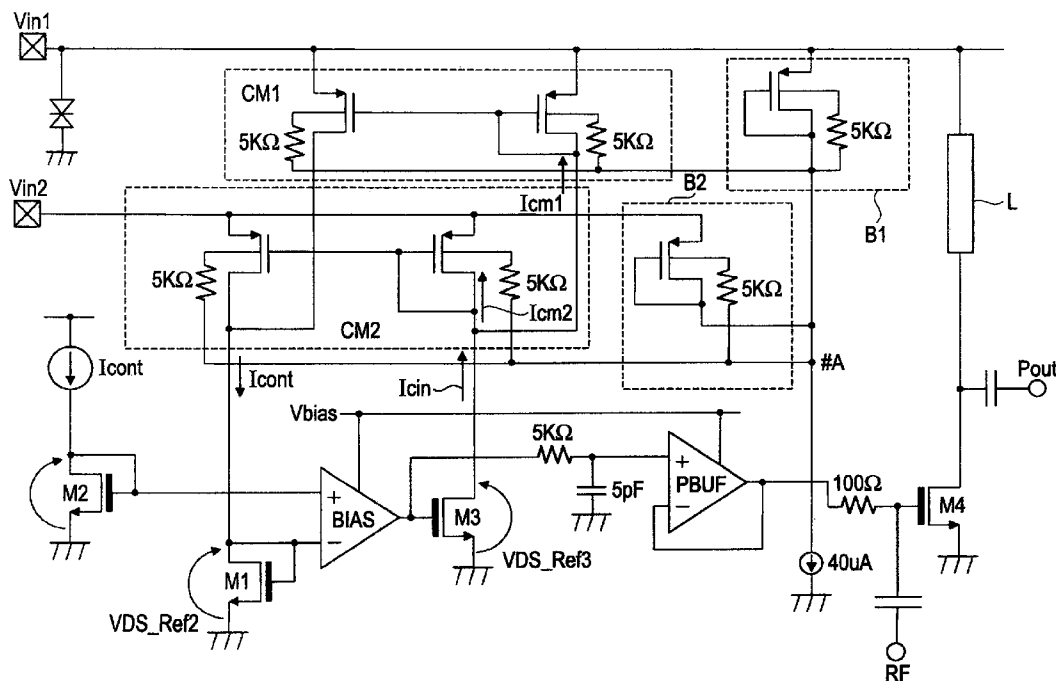 Vin1
CM1
5KΩ
5KΩ
5KΩ
Icm1
B2
B1
L
Vin2
5KΩ
5KΩ
5KΩ
Icm2
CM2
#A
Icont
Icont
Icin
Pout
Vbias
5KΩ
M2
+
BIAS
−
M3
5pF
+
PBUF
−
100Ω
M4
VDS_Ref3
40uA
M1
VDS_Ref2
RF